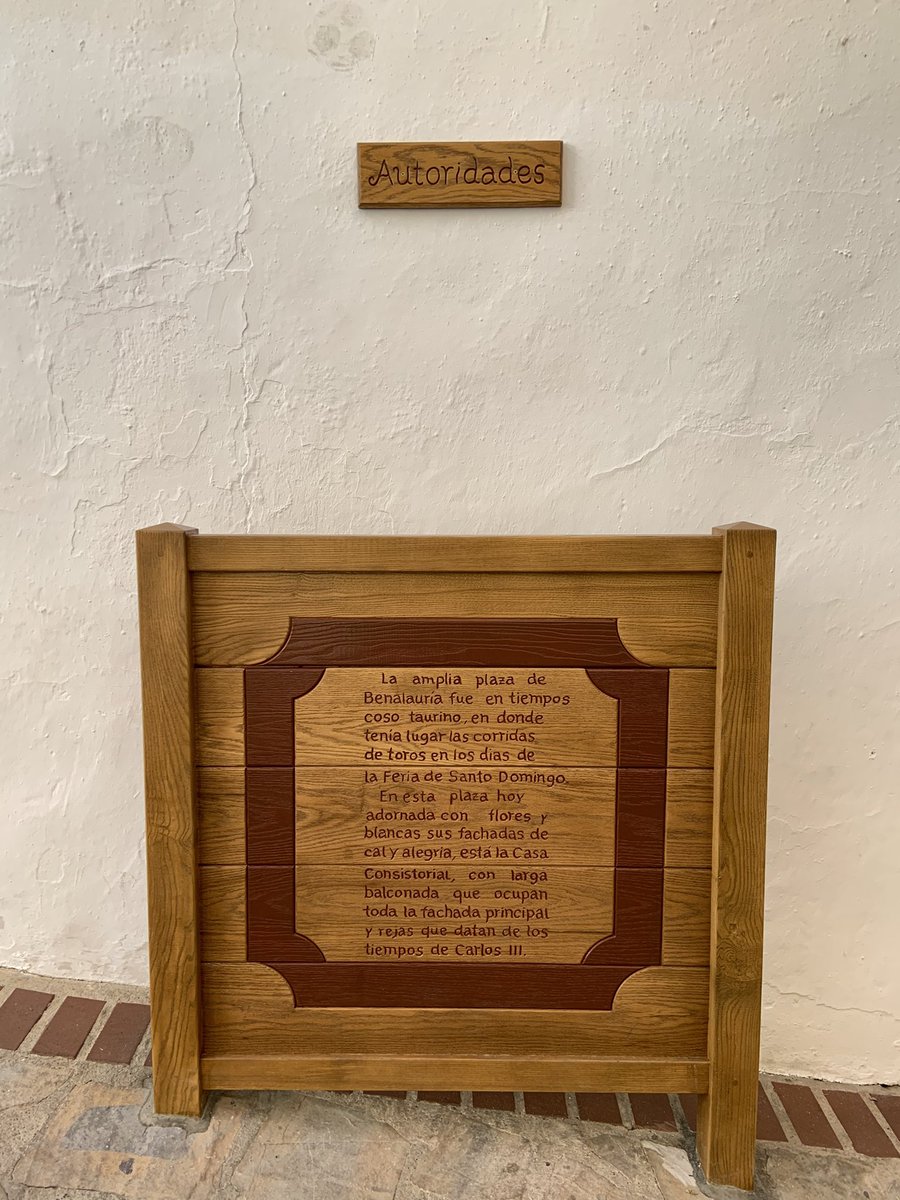 Autoridades
La amplia plaza de
Benalauría fue en tiempos
coso taurino, en donde
tenía lugar las corridas
de toros en los dias de
la Feria de Santo Domingo.
En esta plaza hoy
adornada con flores y
blancas sus fachadas de
cal y alegría, está la Casa
Consistorial, con larga
balconada que ocupan
toda la fachada principal
y rejas que datan de los
tiempos de Carlos III.